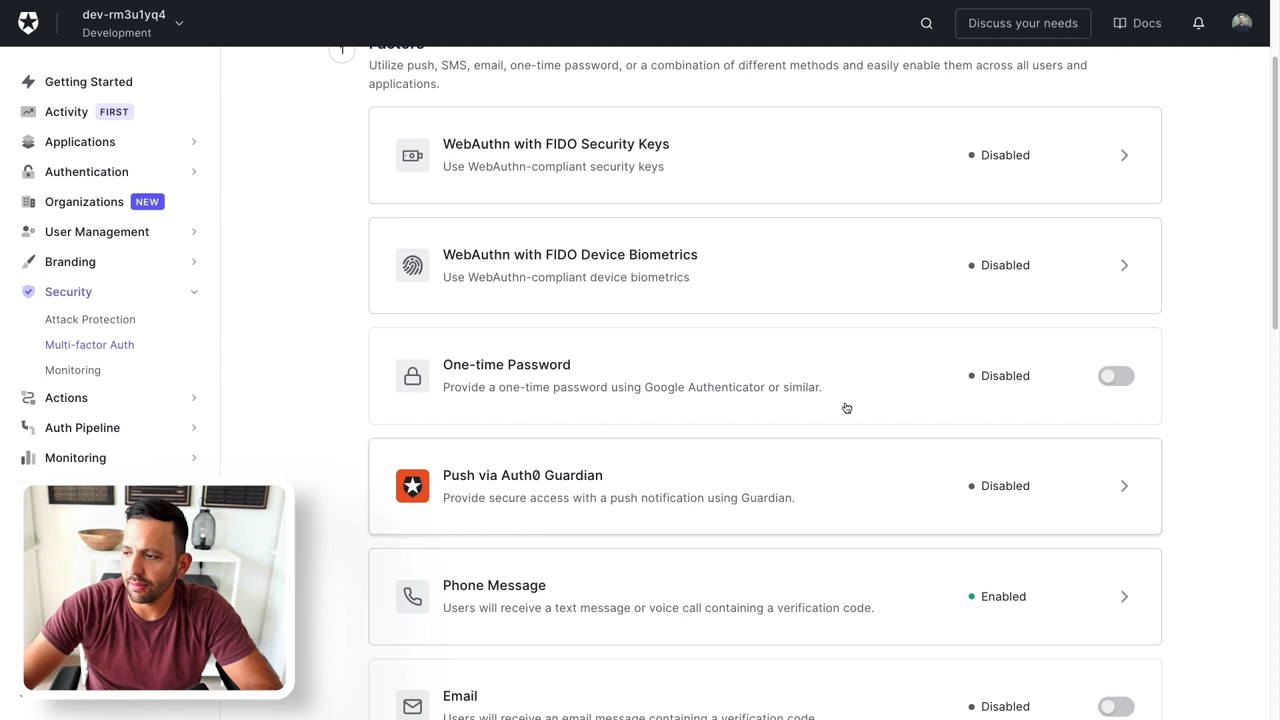 dev-rm3u1yq4
Development
Discuss your needs
Docs
Getting Started
Activity FIRST
Applications
Authentication
Organizations NEW
User Management
Branding
Security
Attack Protection
Multi-factor Auth
Monitoring
Actions
Auth Pipeline
Monitoring
1
Factors
Utilize push, SMS, email, one-time password, or a combination of different methods and easily enable them across all users and
applications.
WebAuthn with FIDO Security Keys
Use WebAuthn-compliant security keys
Disabled
WebAuthn with FIDO Device Biometrics
Use WebAuthn-compliant device biometrics
Disabled
One-time Password
Provide a one-time password using Google Authenticator or similar.
Disabled
Push via Auth0 Guardian
Provide secure access with a push notification using Guardian.
Disabled
Phone Message
Users will receive a text message or voice call containing a verification code.
Enabled
Email
Users will receive an email message containing a verification code.
Disabled